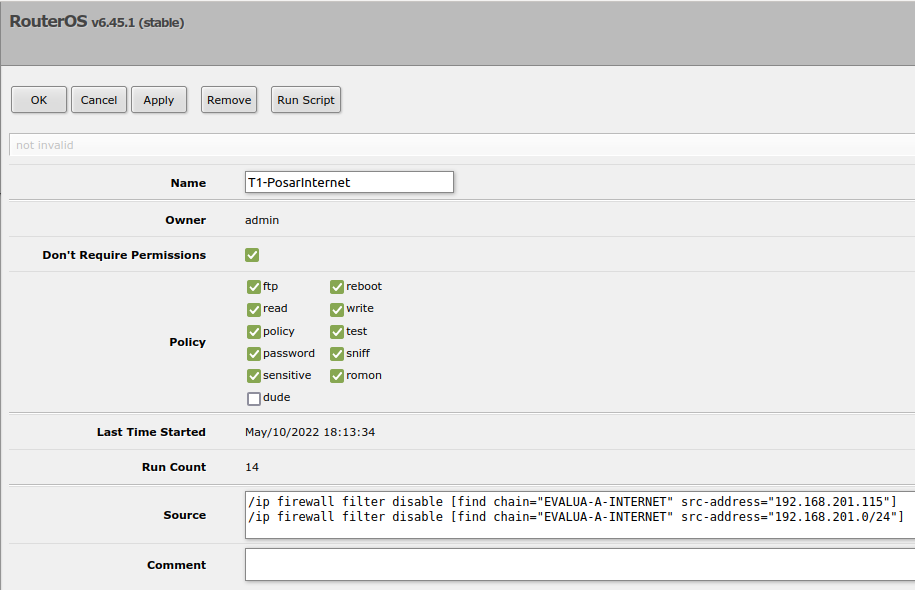 RouterOS v6.45.1 (stable)
OK Cancel Apply Remove Run Script
not invalid
Name T1-PosarInternet
Owner admin
Don't Require Permissions
ftp reboot
read write
policy test
Policy
password sniff
sensitive romon
dude
Last Time Started May/10/2022 18:13:34
Run Count 14
/ip firewall filter disable [find chain="EVALUA-A-INTERNET" src-address="192.168.201.115"]
Source
/ip firewall filter disable [find chain="EVALUA-A-INTERNET" src-address="192.168.201.0/24"]
Comment